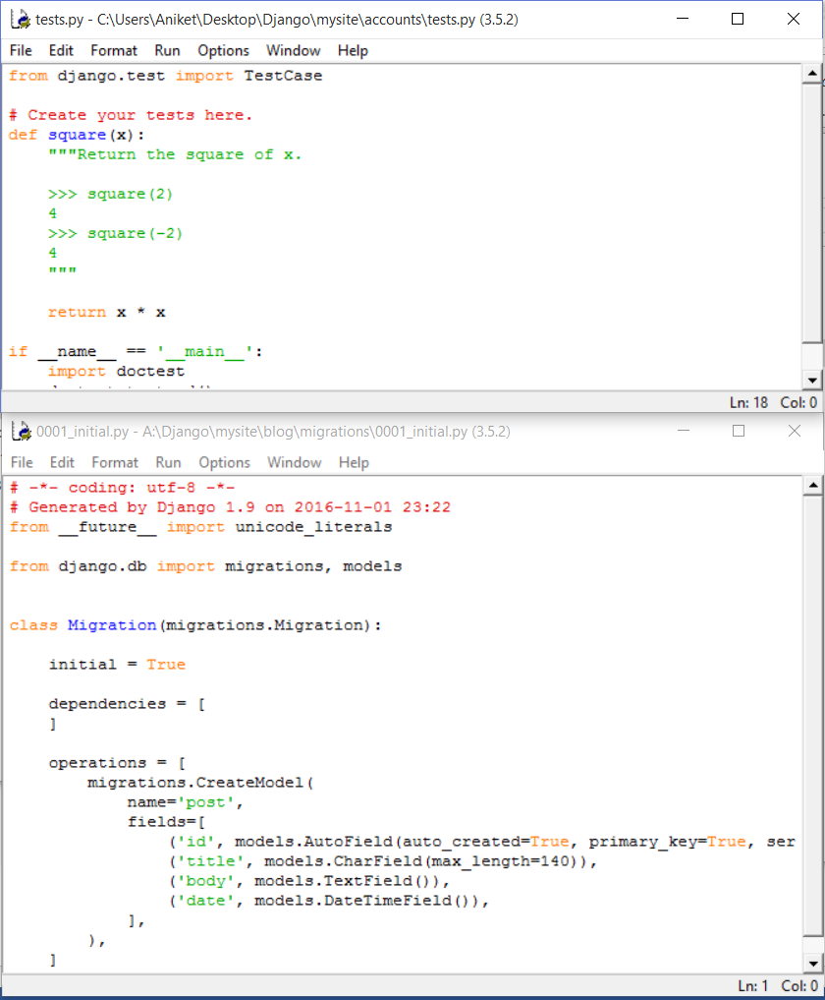 tests.py - C:\Users\Aniket\Desktop\Django\mysite\accounts\tests.py (3.5.2)
File Edit Format Run Options Window Help
from django.test import TestCase
# Create your tests here.
def square(x):
"""Return the square of x.
>>> square(2)
4
>>> square(-2)
4
"""
return x * x
if __name__ == '__main__':
import doctest
Ln: 18 Col: 0
0001_initial.py - A:\Django\mysite\blog\migrations\0001_initial.py (3.5.2)
File Edit Format Run Options Window Help
# -*- coding: utf-8 -*-
# Generated by Django 1.9 on 2016-11-01 23:22
from __future__ import unicode_literals
from django.db import migrations, models
class Migration(migrations.Migration):
initial = True
dependencies = [
]
operations = [
migrations.CreateModel(
name='post',
fields=[
('id', models.AutoField(auto_created=True, primary_key=True, ser
('title', models.CharField(max_length=140)),
('body', models.TextField()),
('date', models.DateTimeField()),
],
),
]
Ln: 1 Col: 0